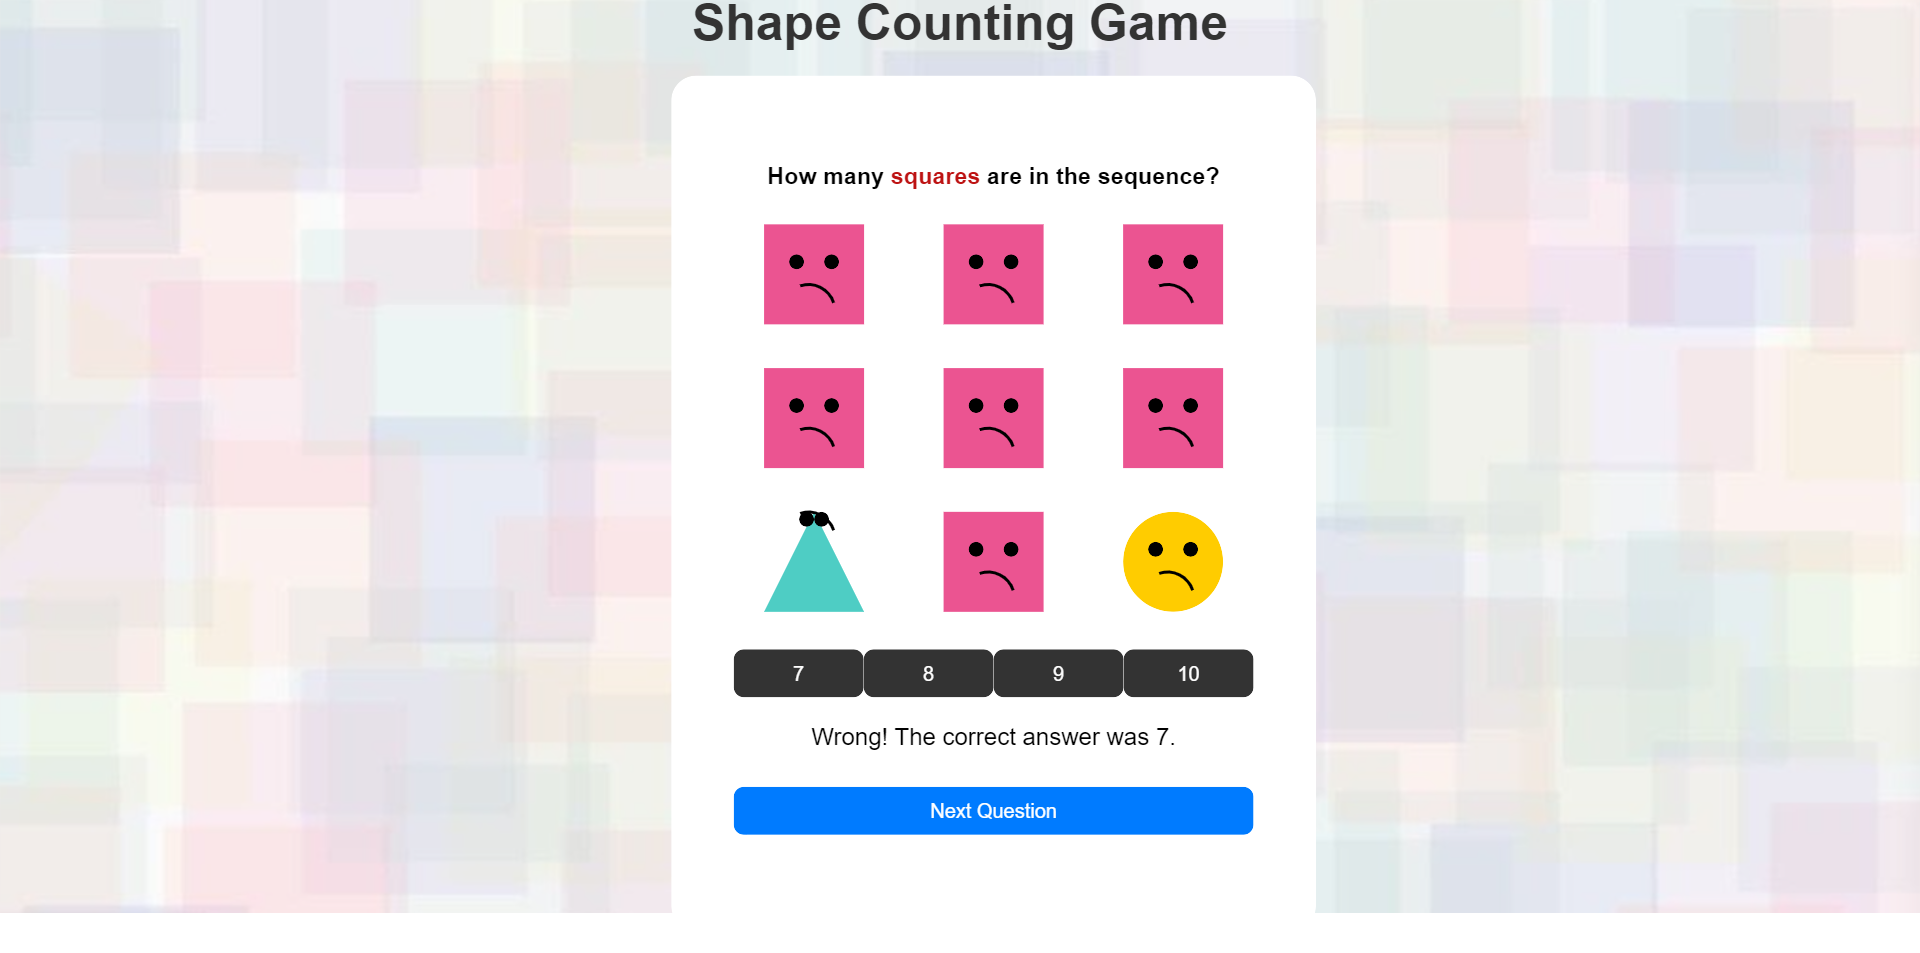 Shape Counting Game
How many squares are in the sequence?
7
8
9
10
Wrong! The correct answer was 7.
Next Question